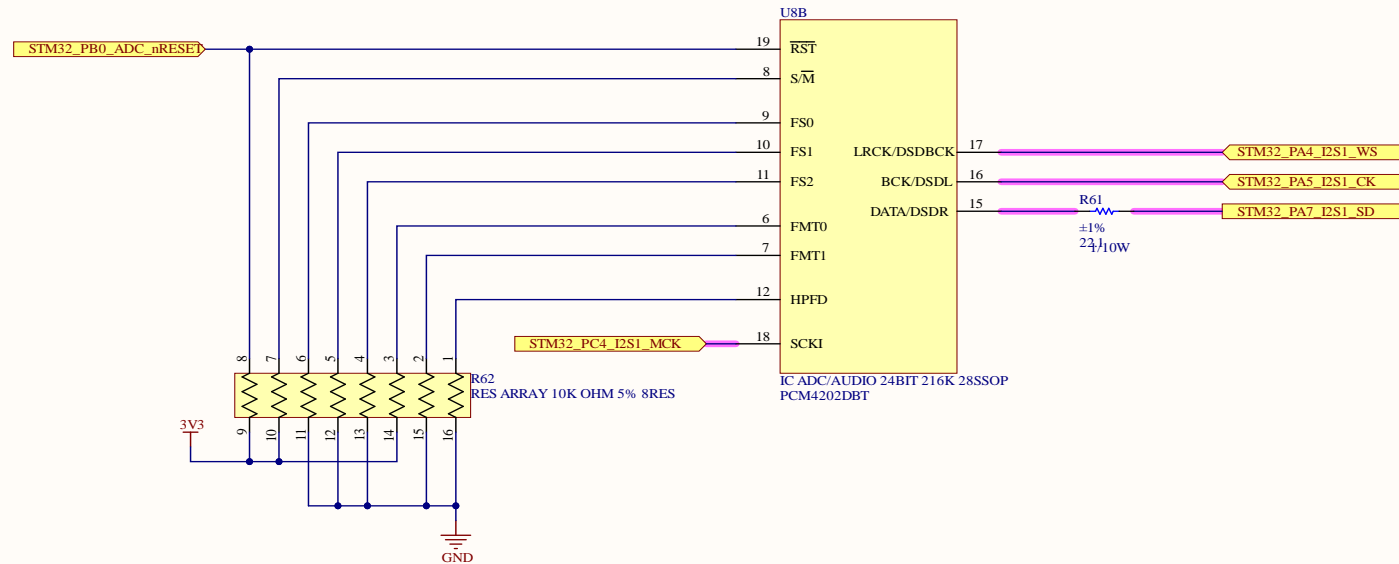 U8B
STM32_PB0_ADC_nRESET
19
RST
8
S/M
9
FS0
10
FS1
LRCK/DSDBCK
17
STM32_PA4_I2S1_WS
11
FS2
BCK/DSDL
16
STM32_PA5_I2S1_CK
DATA/DSDR
15
R61
STM32_PA7_I2S1_SD
6
FMT0
±1%
22.1
1/10W
7
FMT1
12
HPFD
STM32_PC4_I2S1_MCK
18
SCKI
8
7
6
5
4
3
2
1
R62
RES ARRAY 10K OHM 5% 8RES
IC ADC/AUDIO 24BIT 216K 28SSOP
PCM4202DBT
3V3
9
10
11
12
13
14
15
16
GND